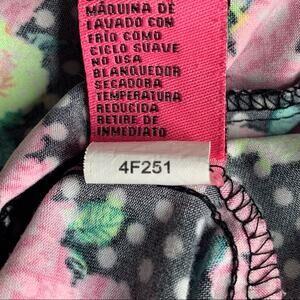 MÁQUINA DE
LAVADO CON
FRÍO COMO
CICLO SUAVE
NO USA
BLANQUEDOR
SECADORA
TEMPERATURA
REDUCIDA
RETIRE DE
INMEDIATO
4F251